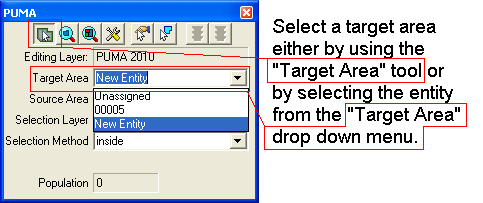 PUMA
Editing Layer: PUMA 2010
Target Area New Entity
Source Area
Unassigned
00005
New Entity
Selection Layer
Selection Method inside
Population 0
Select a target area
either by using the
"Target Area" tool or
by selecting the entity
from the "Target Area"
drop down menu.